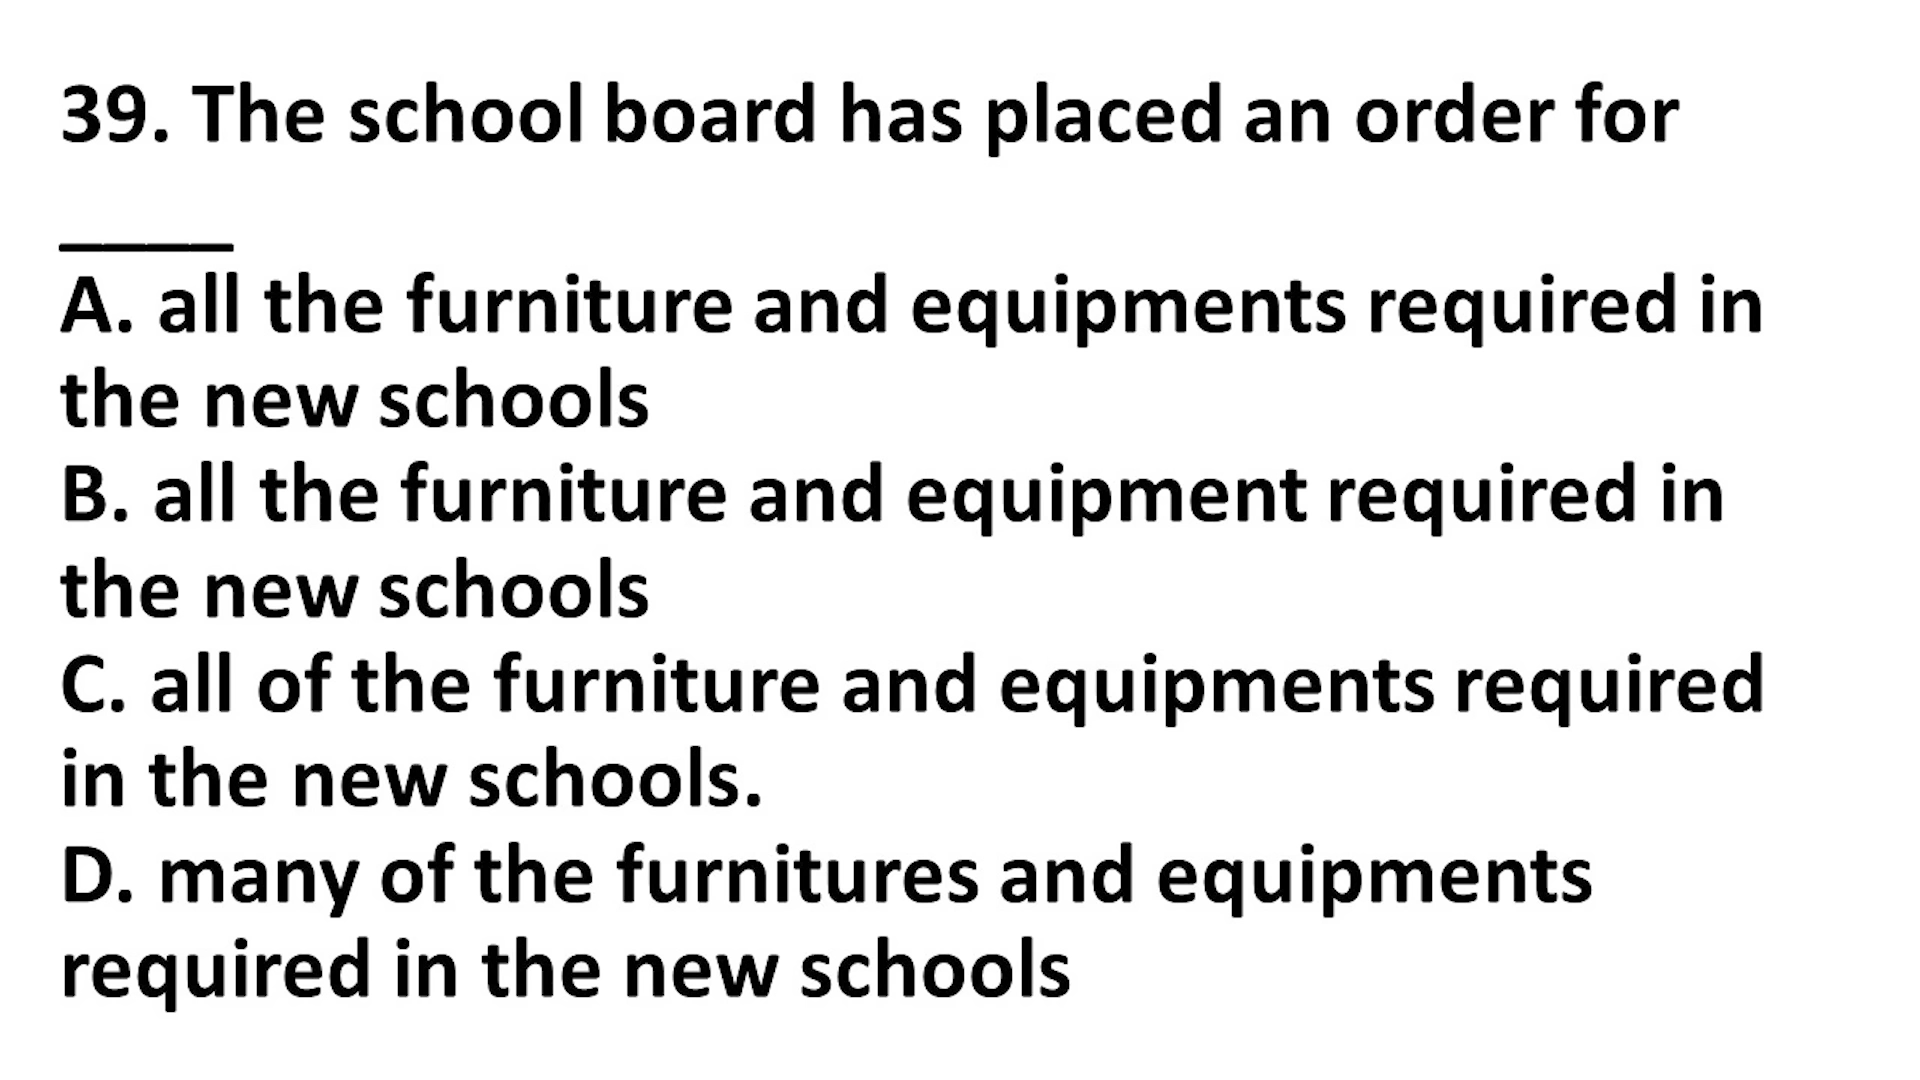 39. The school board has placed an order for
____
A. all the furniture and equipments required in
the new schools
B. all the furniture and equipment required in
the new schools
C. all of the furniture and equipments required
in the new schools.
D. many of the furnitures and equipments
required in the new schools